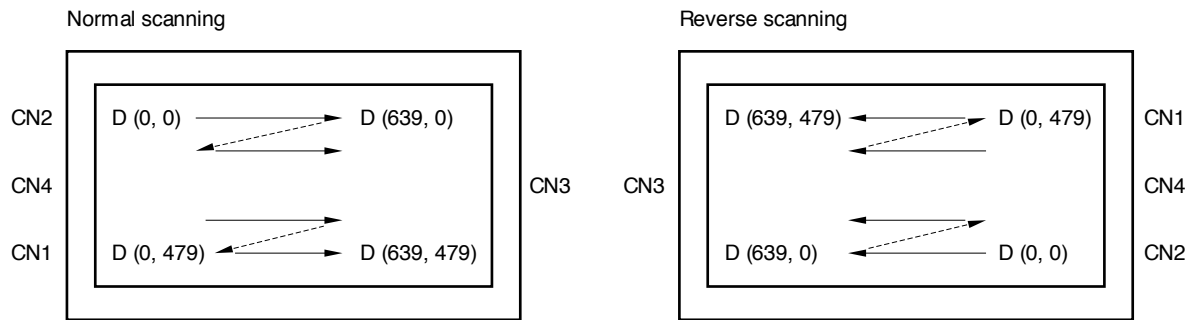 Normal scanning
Reverse scanning
CN2 D (0, 0) D (639, 0) D (639, 479) D (0, 479) CN1
CN4 CN3 CN3 CN4
CN1 D (0, 479) D (639, 479) D (639, 0) D (0, 0) CN2